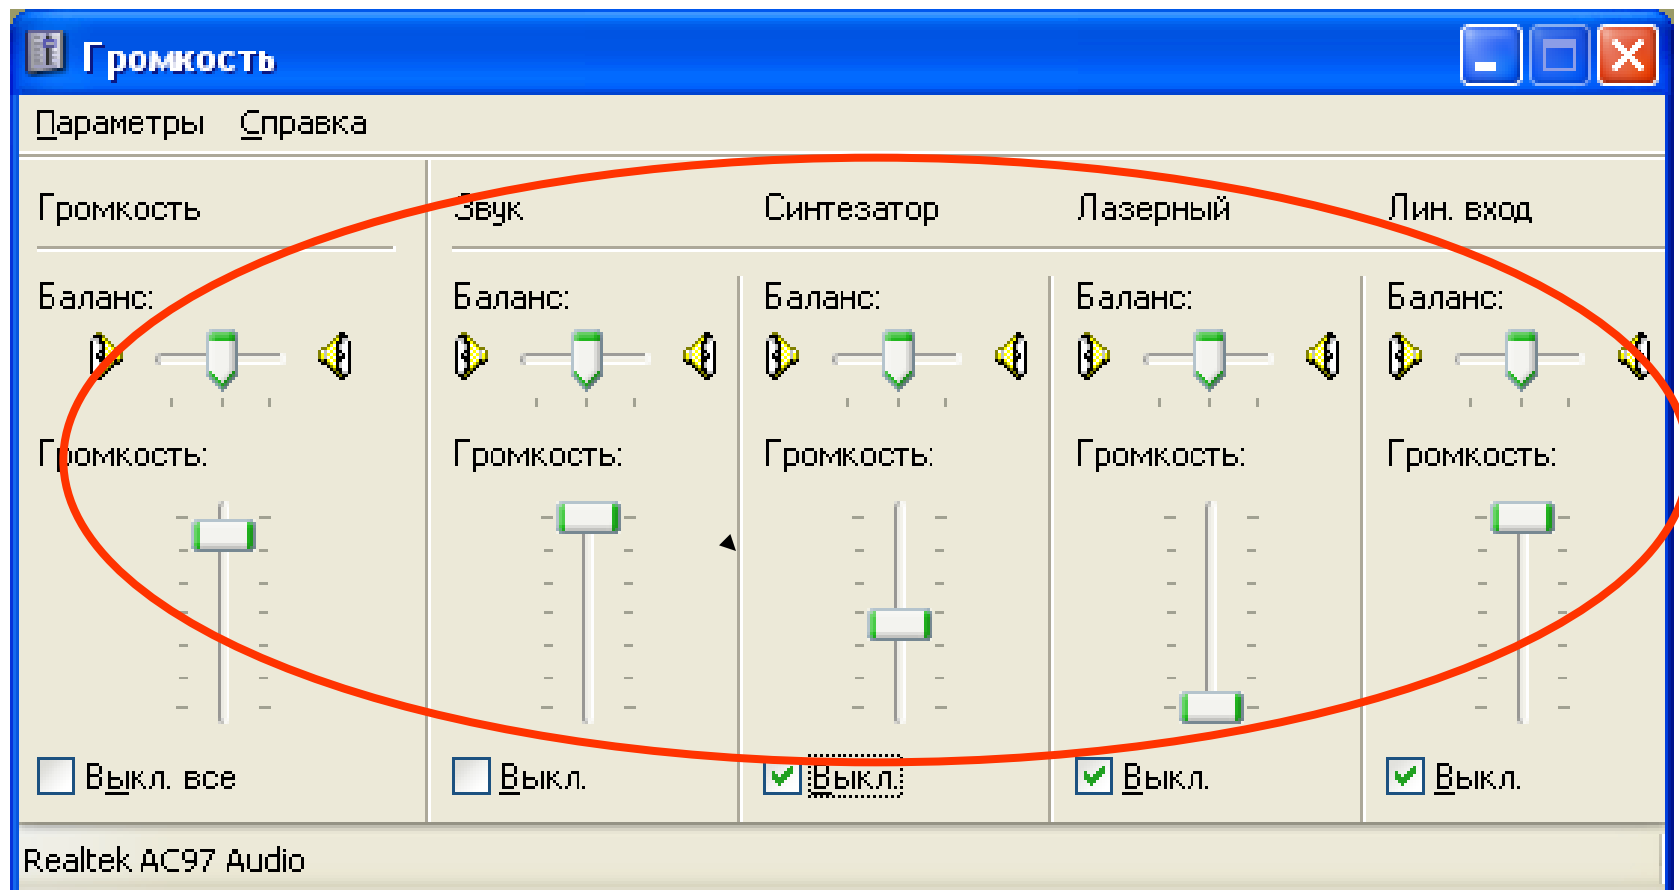 Громкость
Параметры Справка
Громкость Звук Синтезатор Лазерный Лин. вход
Баланс: Баланс: Баланс: Баланс: Баланс:
Громкость: Громкость: Громкость: Громкость: Громкость:
Выкл. все Выкл. Выкл. Выкл. Выкл.
Realtek AC97 Audio